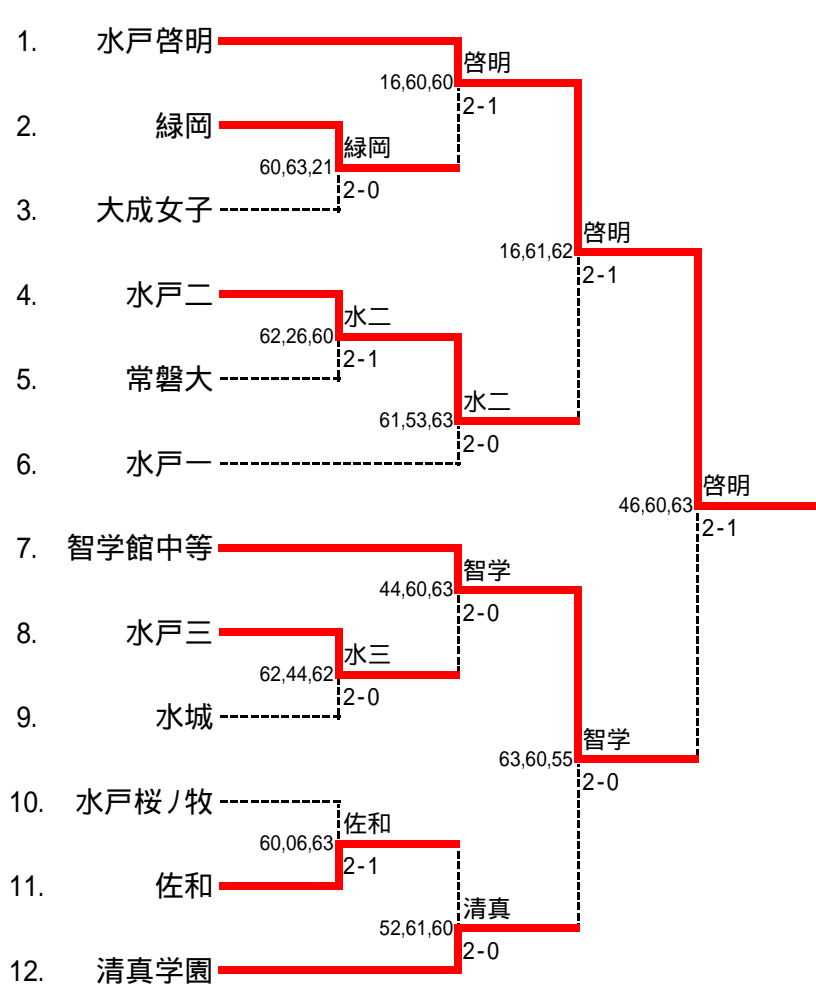 1. 水戸啓明
啓明
16,60,60
2-1
2. 緑岡
緑岡
60,63,21
2-0
3. 大成女子
啓明
16,61,62
2-1
4. 水戸二
水二
62,26,60
2-1
5. 常磐大
水二
61,53,63
2-0
6. 水戸一
啓明
46,60,63
2-1
7. 智学館中等
智学
44,60,63
2-0
8. 水戸三
水三
62,44,62
2-0
9. 水城
智学
63,60,55
2-0
10. 水戸桜ノ牧
佐和
60,06,63
2-1
11. 佐和
清真
52,61,60
2-0
12. 清真学園